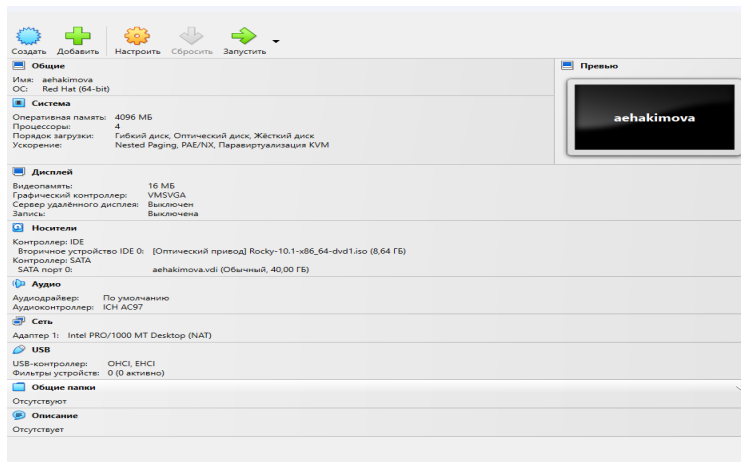 Создать Добавить Настроить Сбросить Запустить
Общие
Имя: aehakimova
ОС: Red Hat (64-bit)
Превью
aehakimova
Система
Оперативная память: 4096 МБ
Процессоры: 4
Порядок загрузки: Гибкий диск, Оптический диск, Жёсткий диск
Ускорение: Nested Paging, PAE/NX, Паравиртуализация KVM
Дисплей
Видеопамять: 16 МБ
Графический контроллер: VMSVGA
Сервер удалённого дисплея: Выключен
Запись: Выключена
Носители
Контроллер: IDE
Вторичное устройство IDE 0: [Оптический привод] Rocky-10.1-x86_64-dvd1.iso (8,64 ГБ)
Контроллер: SATA
SATA порт 0: aehakimova.vdi (Обычный, 40,00 ГБ)
Аудио
Аудиодрайвер: По умолчанию
Аудиоконтроллер: ICH AC97
Сеть
Адаптер 1: Intel PRO/1000 MT Desktop (NAT)
USB
USB-контроллер: OHCI, EHCI
Фильтры устройств: 0 (0 активно)
Общие папки
Отсутствуют
Описание
Отсутствует